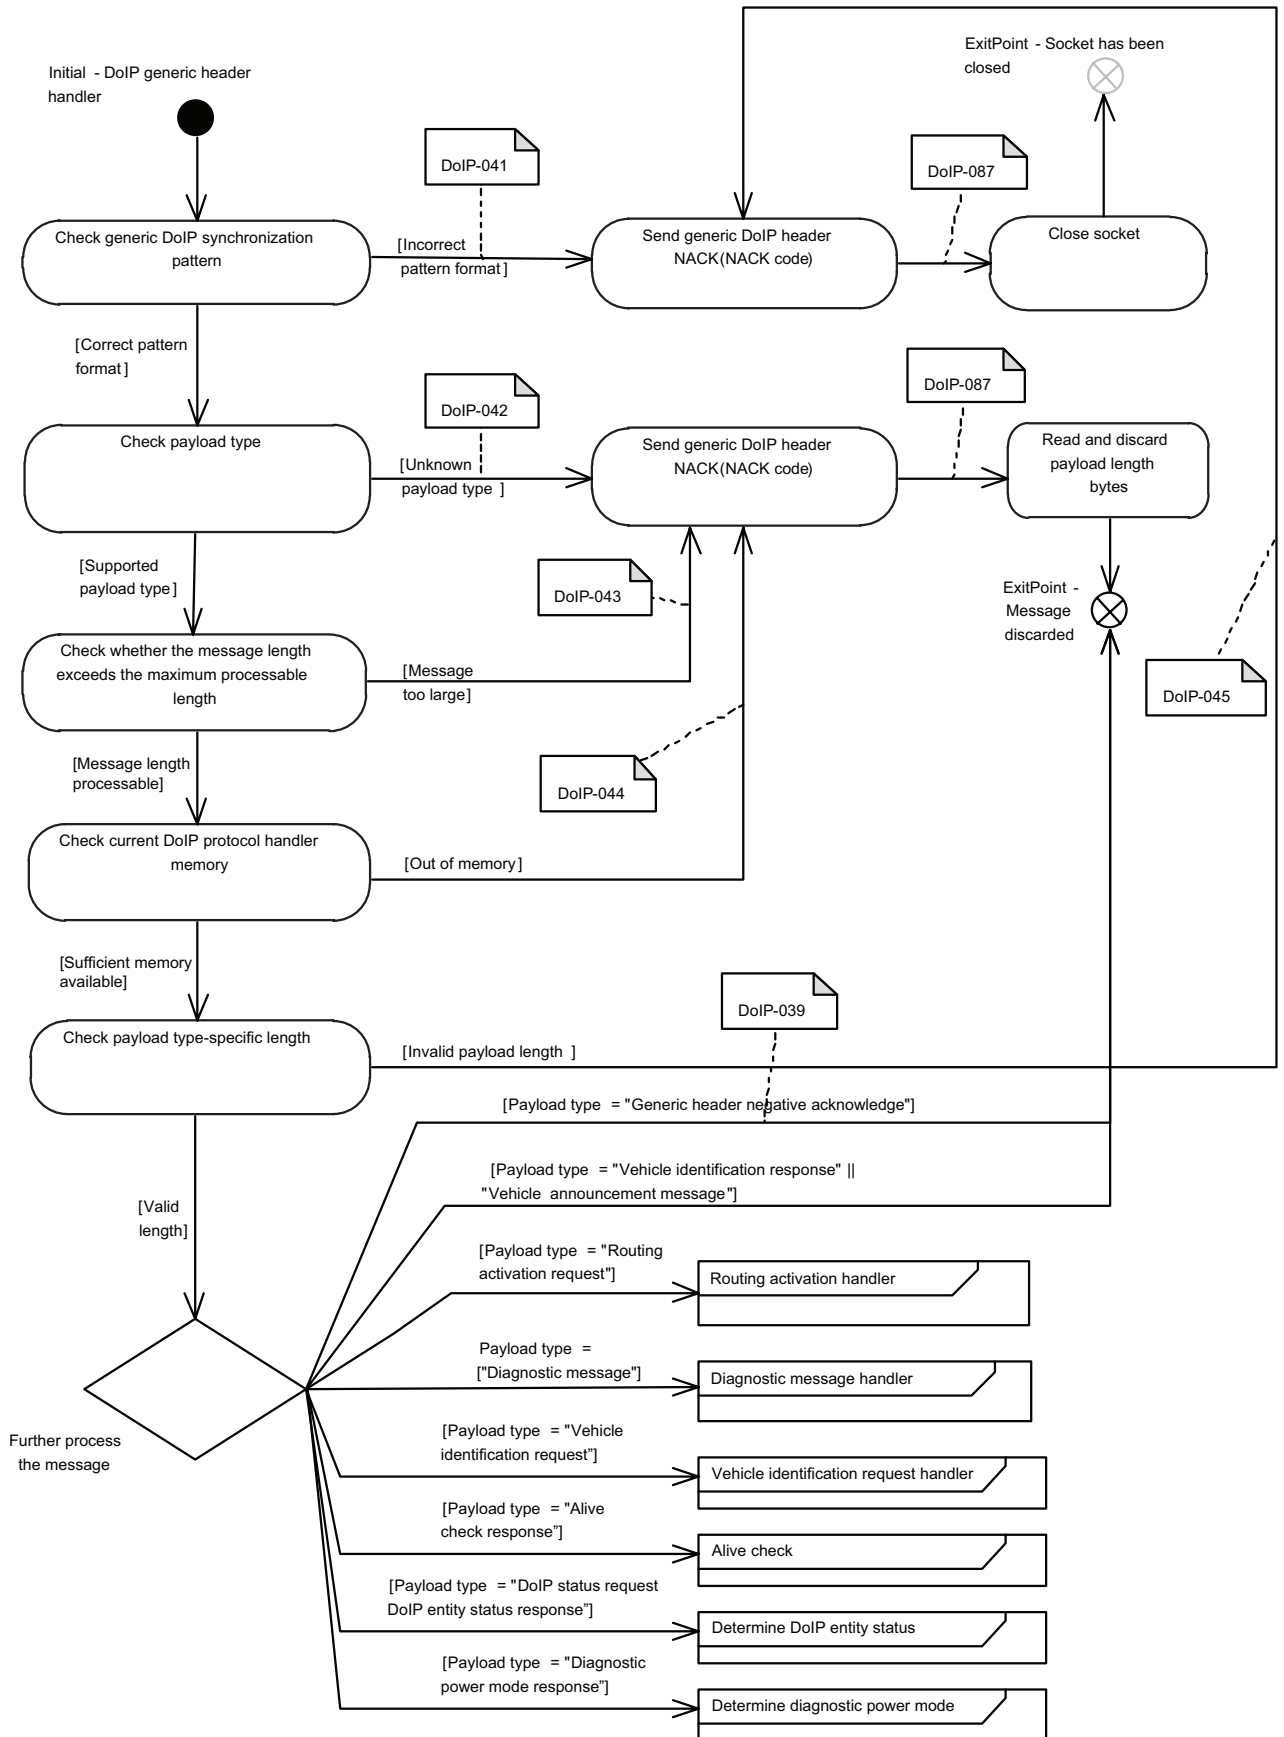 ExitPoint - Socket has been
closed
Initial - DoIP generic header
handler
DoIP-041
DoIP-087
Check generic DoIP synchronization
pattern
[Incorrect
pattern format]
Send generic DoIP header
NACK(NACK code)
Close socket
[Correct pattern
format]
DoIP-042
DoIP-087
Check payload type
[Unknown
payload type ]
Send generic DoIP header
NACK(NACK code)
Read and discard
payload length
bytes
[Supported
payload type]
DoIP-043
ExitPoint -
Message
discarded
Check whether the message length
exceeds the maximum processable
length
[Message
too large]
DoIP-045
[Message length
processable]
DoIP-044
Check current DoIP protocol handler
memory
[Out of memory]
[Sufficient memory
available]
DoIP-039
Check payload type-specific length
[Invalid payload length ]
[Payload type = "Generic header negative acknowledge"]
[Payload type = "Vehicle identification response" ||
"Vehicle announcement message"]
[Valid
length]
[Payload type = "Routing
activation request"]
Routing activation handler
Payload type =
["Diagnostic message"]
Diagnostic message handler
Further process
the message
[Payload type = "Vehicle
identification request”]
Vehicle identification request handler
[Payload type = "Alive
check response”]
Alive check
[Payload type = "DoIP status request
DoIP entity status response”]
Determine DoIP entity status
[Payload type = "Diagnostic
power mode response”]
Determine diagnostic power mode